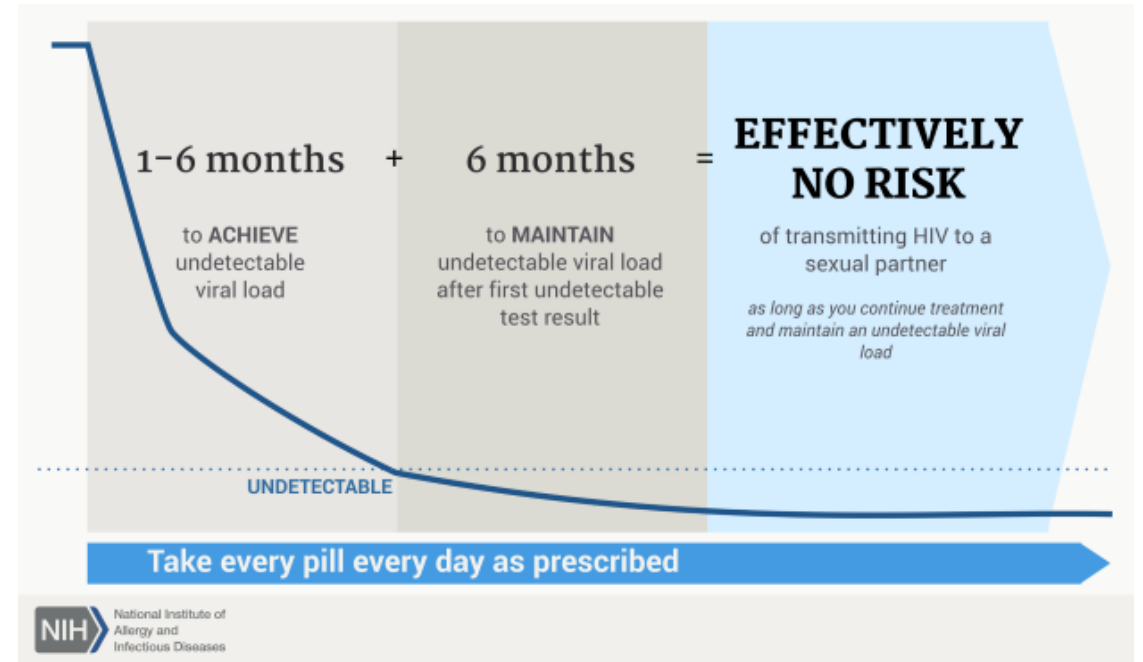 1-6 months
+
6 months
=
EFFECTIVELY
NO RISK
to ACHIEVE
undetectable
viral load
to MAINTAIN
undetectable viral load
after first undetectable
test result
of transmitting HIV to a
sexual partner
as long as you continue treatment
and maintain an undetectable viral
load
UNDETECTABLE
Take every pill every day as prescribed
NIH
National Institute of
Allergy and
Infectious Diseases